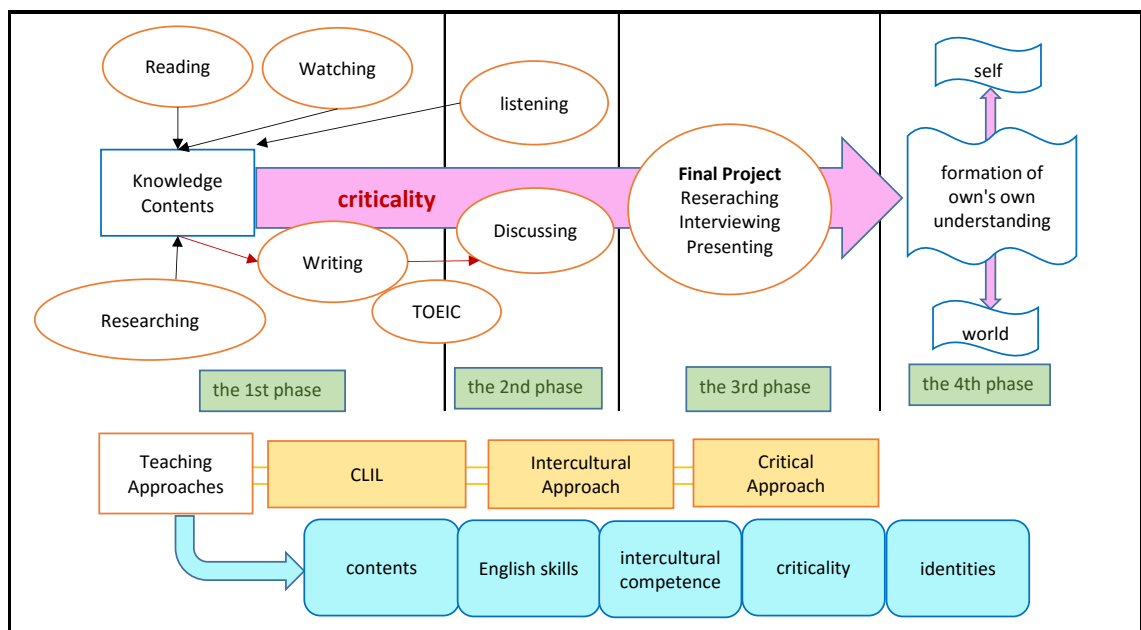 Reading
Watching
listening
self
Knowledge
Contents
criticality
Final Project
Reseraching
Interviewing
Presenting
formation of
own's own
understanding
Writing
Discussing
Researching
TOEIC
world
the 1st phase
the 2nd phase
the 3rd phase
the 4th phase
Teaching
Approaches
CLIL
Intercultural
Approach
Critical
Approach
contents
English skills
intercultural
competence
criticality
identities